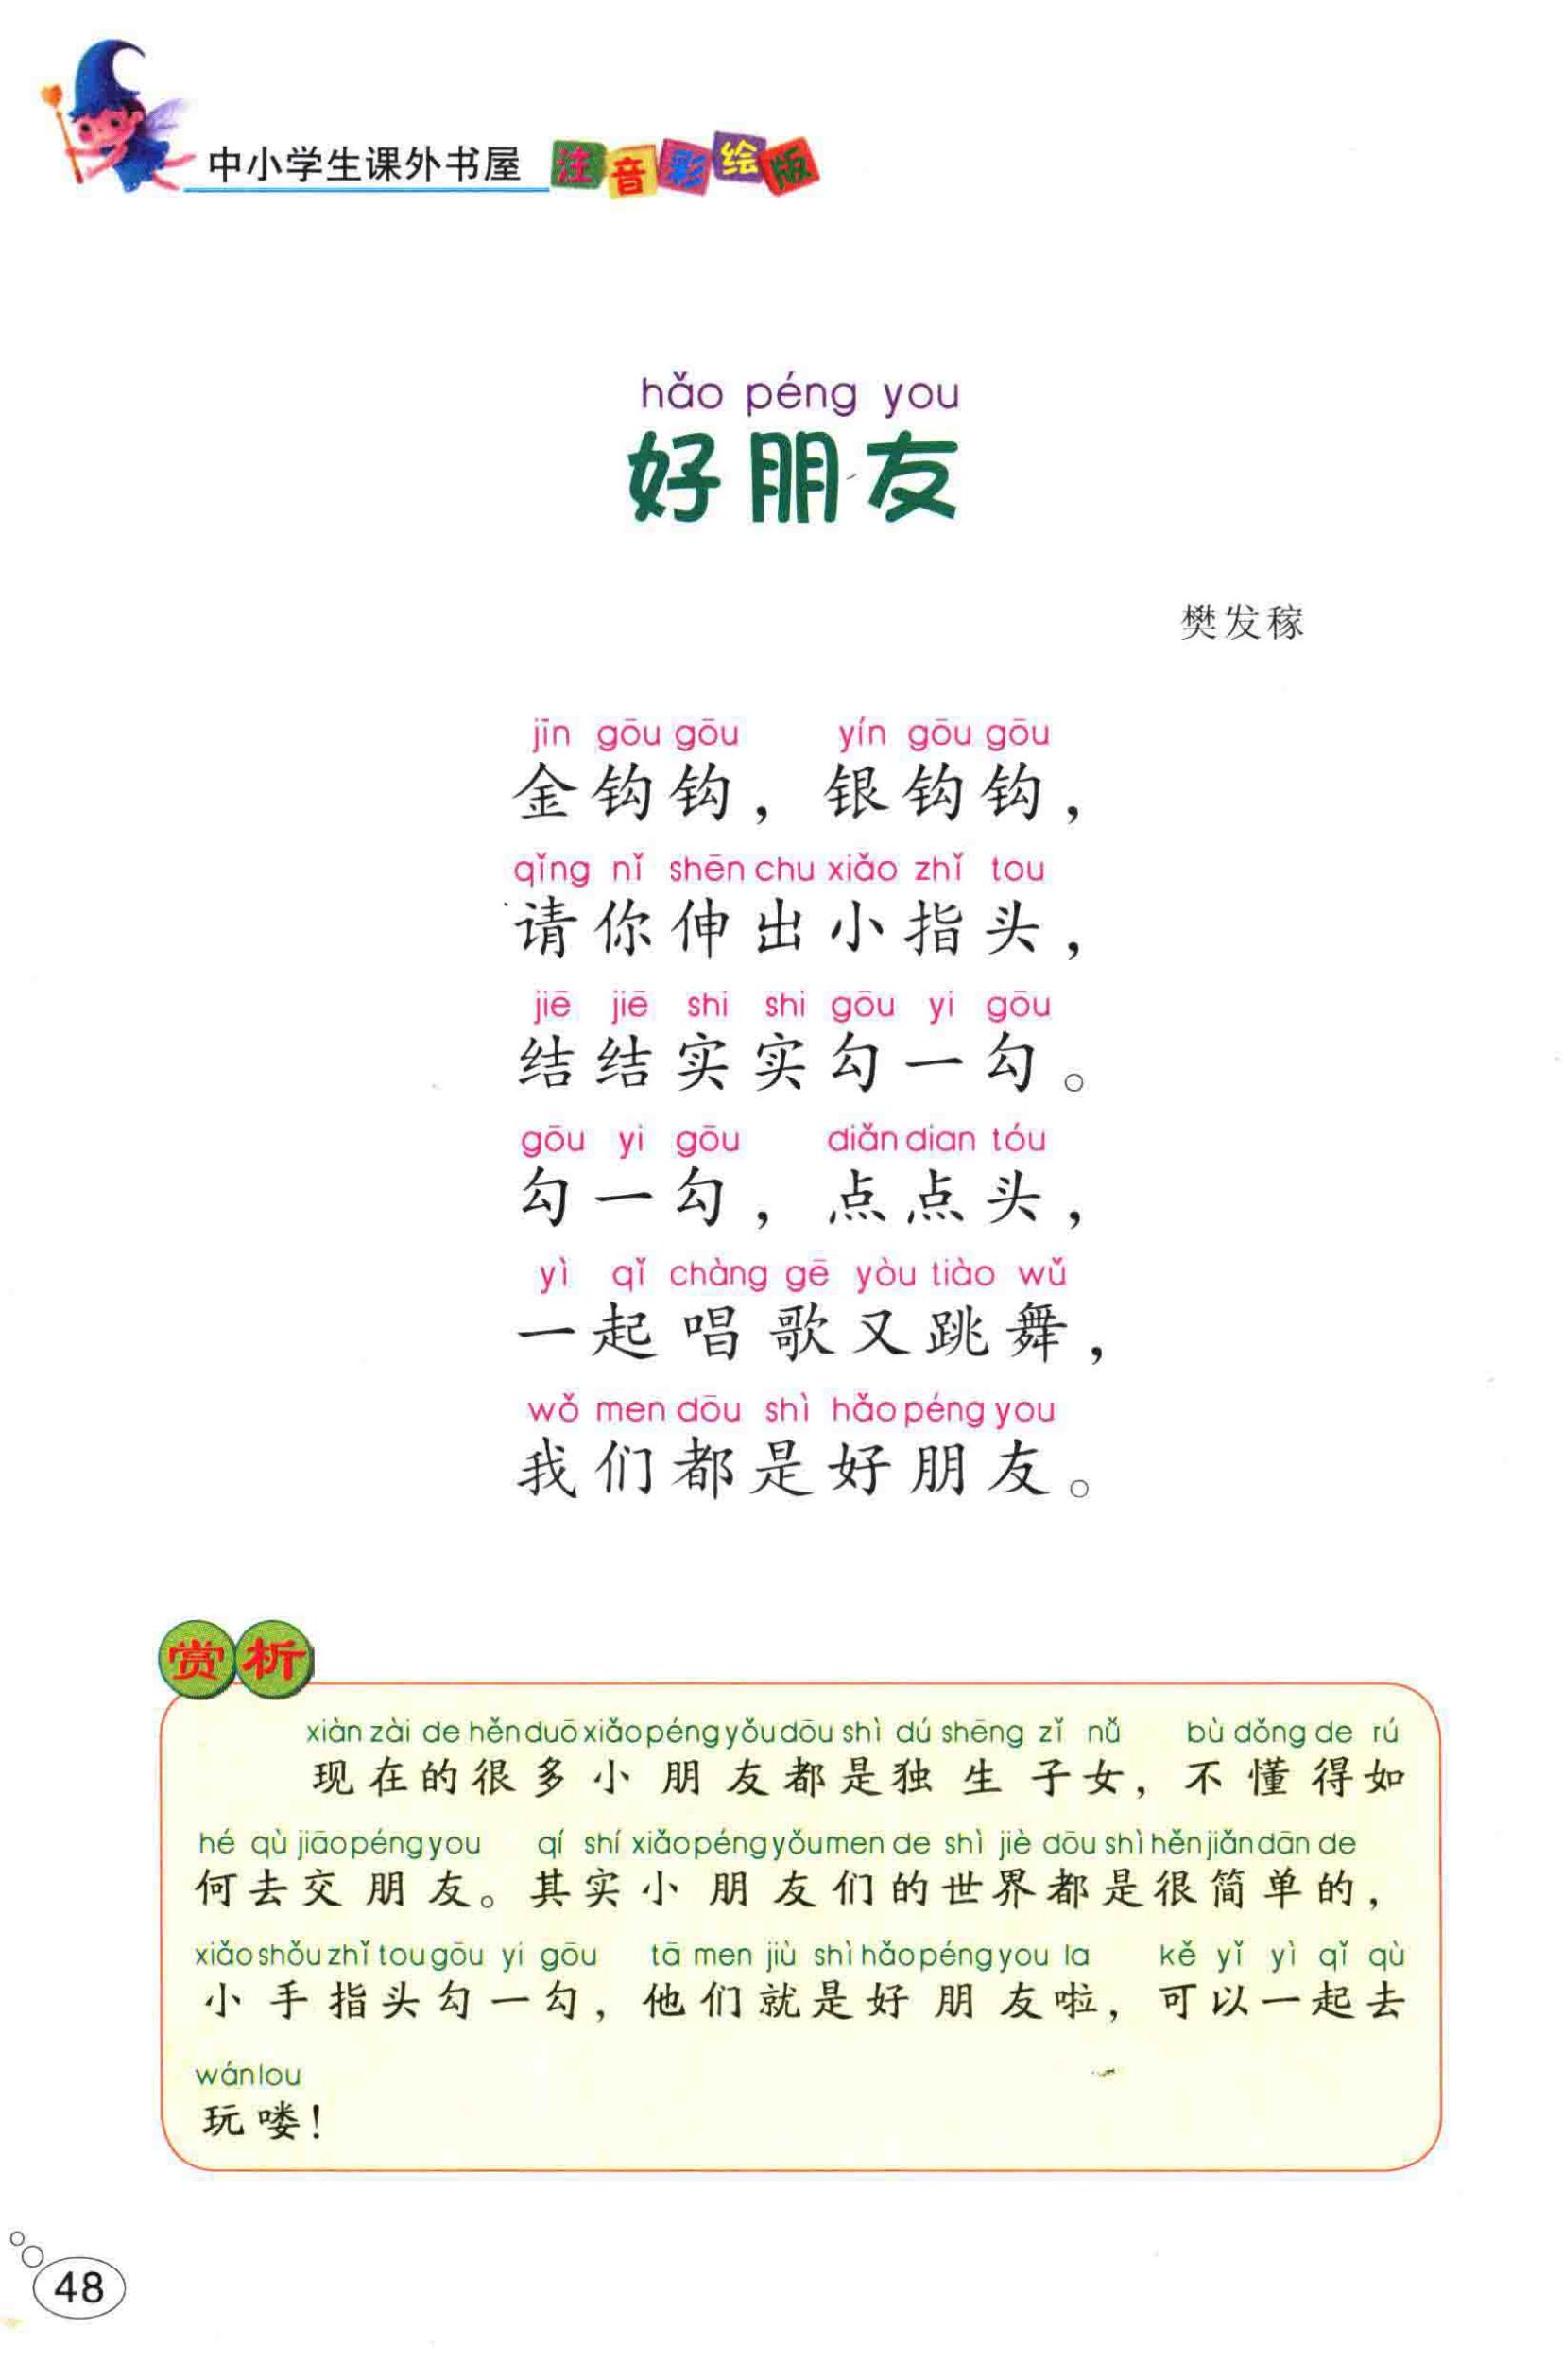 中小学生课外书屋 注音彩绘版
hǎo péng you
好朋友
樊发稼
jīn gōu gōu yín gōu gōu
金钩钩，银钩钩，
qǐng nǐ shēn chu xiǎo zhǐ tou
请你伸出小指头，
jiē jiē shi shi gōu yi gōu
结结实实勾一勾。
gōu yi gōu diǎn dian tóu
勾一勾，点点头，
yì qǐ chàng gē yòu tiào wǔ
一起唱歌又跳舞，
wǒ men dōu shì hǎo péng you
我们都是好朋友。
赏析
xiàn zài de hěn duō xiǎo péng yǒu dōu shì dú shēng zǐ nǚ bù dǒng de rú
现在的很多小朋友都是独生子女，不懂得如
hé qù jiāo péng you qí shí xiǎo péng yǒu men de shì jiè dōu shì hěn jiǎn dān de
何去交朋友。其实小朋友们的世界都是很简单的，
xiǎo shǒu zhǐ tou gōu yi gōu tā men jiù shì hǎo péng you la kě yǐ yì qǐ qù
小手指头勾一勾，他们就是好朋友啦，可以一起去
wán lou
玩喽！
48